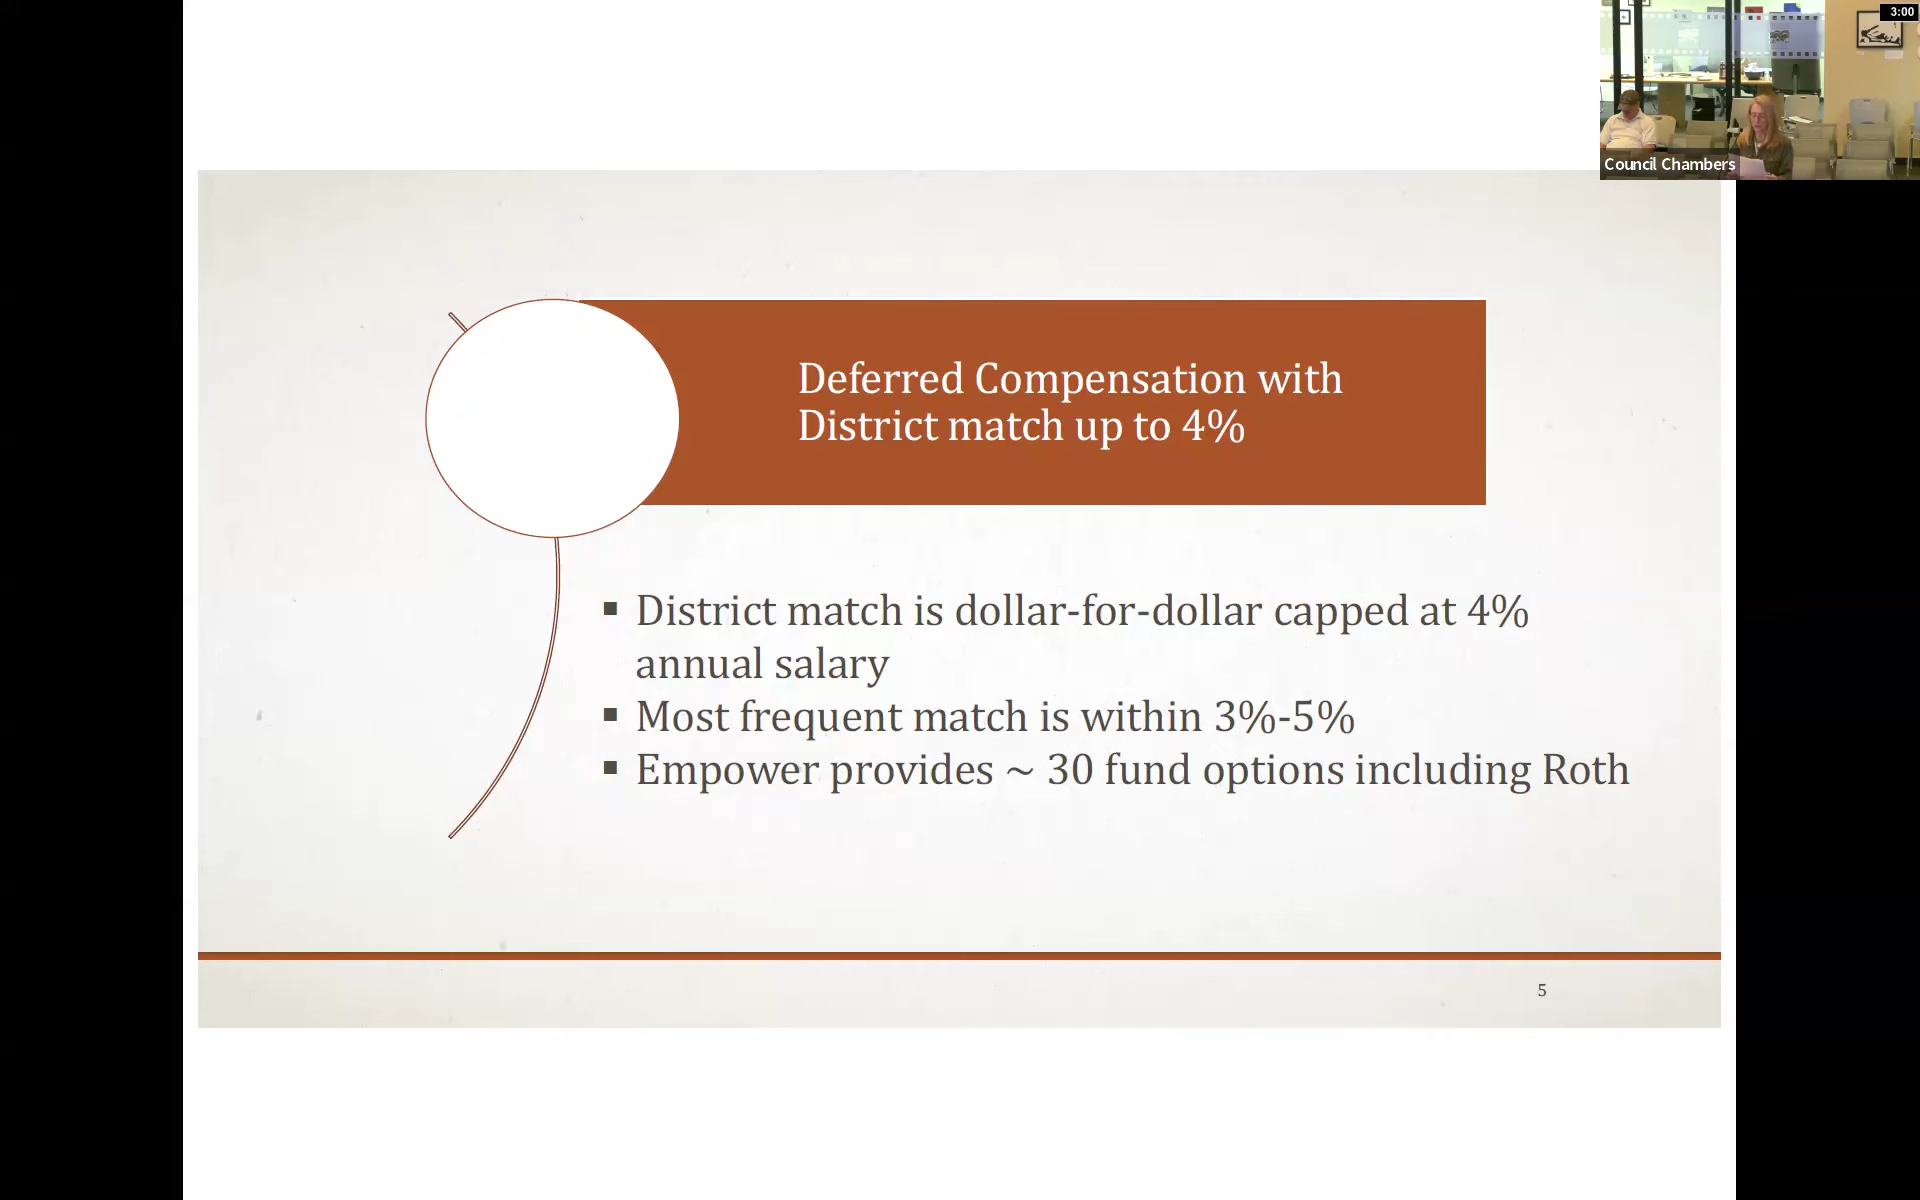 3:00
Council Chambers
Deferred Compensation with
District match up to 4%
▪ District match is dollar-for-dollar capped at 4%
annual salary
▪ Most frequent match is within 3%-5%
▪ Empower provides ~ 30 fund options including Roth
5